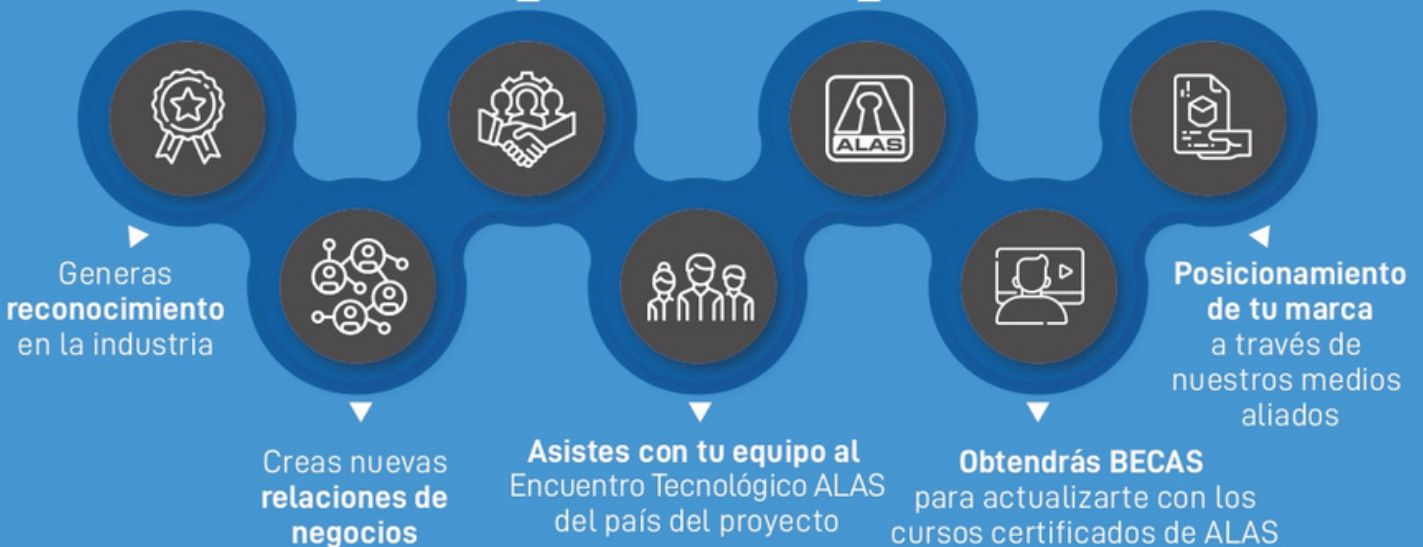 ALAS
Generas
reconocimiento
en la industria
Creas nuevas
relaciones de
negocios
Asistes con tu equipo al
Encuentro Tecnológico ALAS
del país del proyecto
Obtendrás BECAS
para actualizarte con los
cursos certificados de ALAS
Posicionamiento
de tu marca
a través de
nuestros medios
aliados